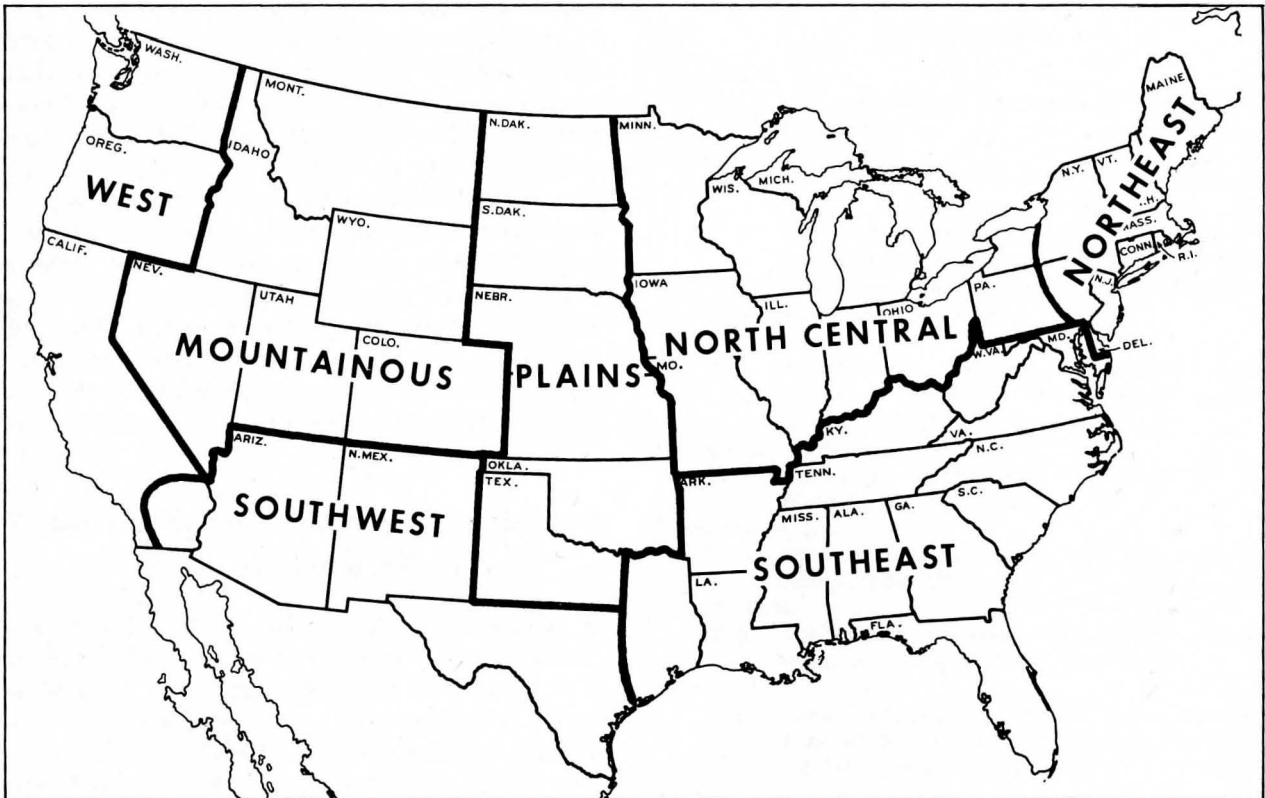 WASH.
MONT.
N.DAK.
MINN.
MAINE
OREG.
IDAHO
WIS.
MICH.
N.Y.
VT.
NORTHEAST
WEST
WYO.
S.DAK.
MASS.
CONN.
R.I.
CALIF.
NEV.
UTAH
NEBR.
IOWA
ILL.
OHIO
PA.
N.J.
COLO.
MOUNTAINOUS
PLAINS
NORTH CENTRAL
MO.
W.VA.
MD.
DEL.
ARIZ.
N.MEX.
OKLA.
TEX.
ARK.
KY.
VA.
TENN.
N.C.
SOUTHWEST
MISS.
ALA.
GA.
S.C.
SOUTHEAST
LA.
FLA.